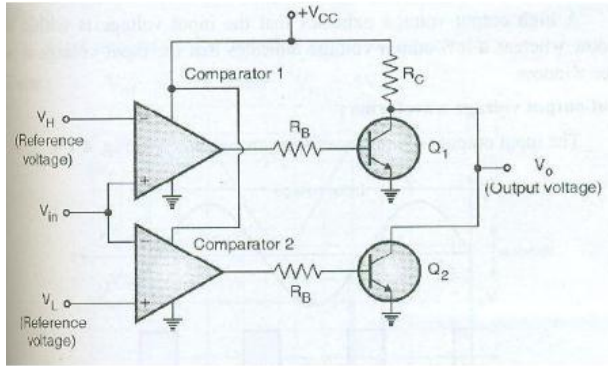 +VCC
Comparator 1
RC
VH
(Reference
voltage)
RB
Q1
Vo
(Output voltage)
Vin
Comparator 2
RB
Q2
VL
(Reference
voltage)